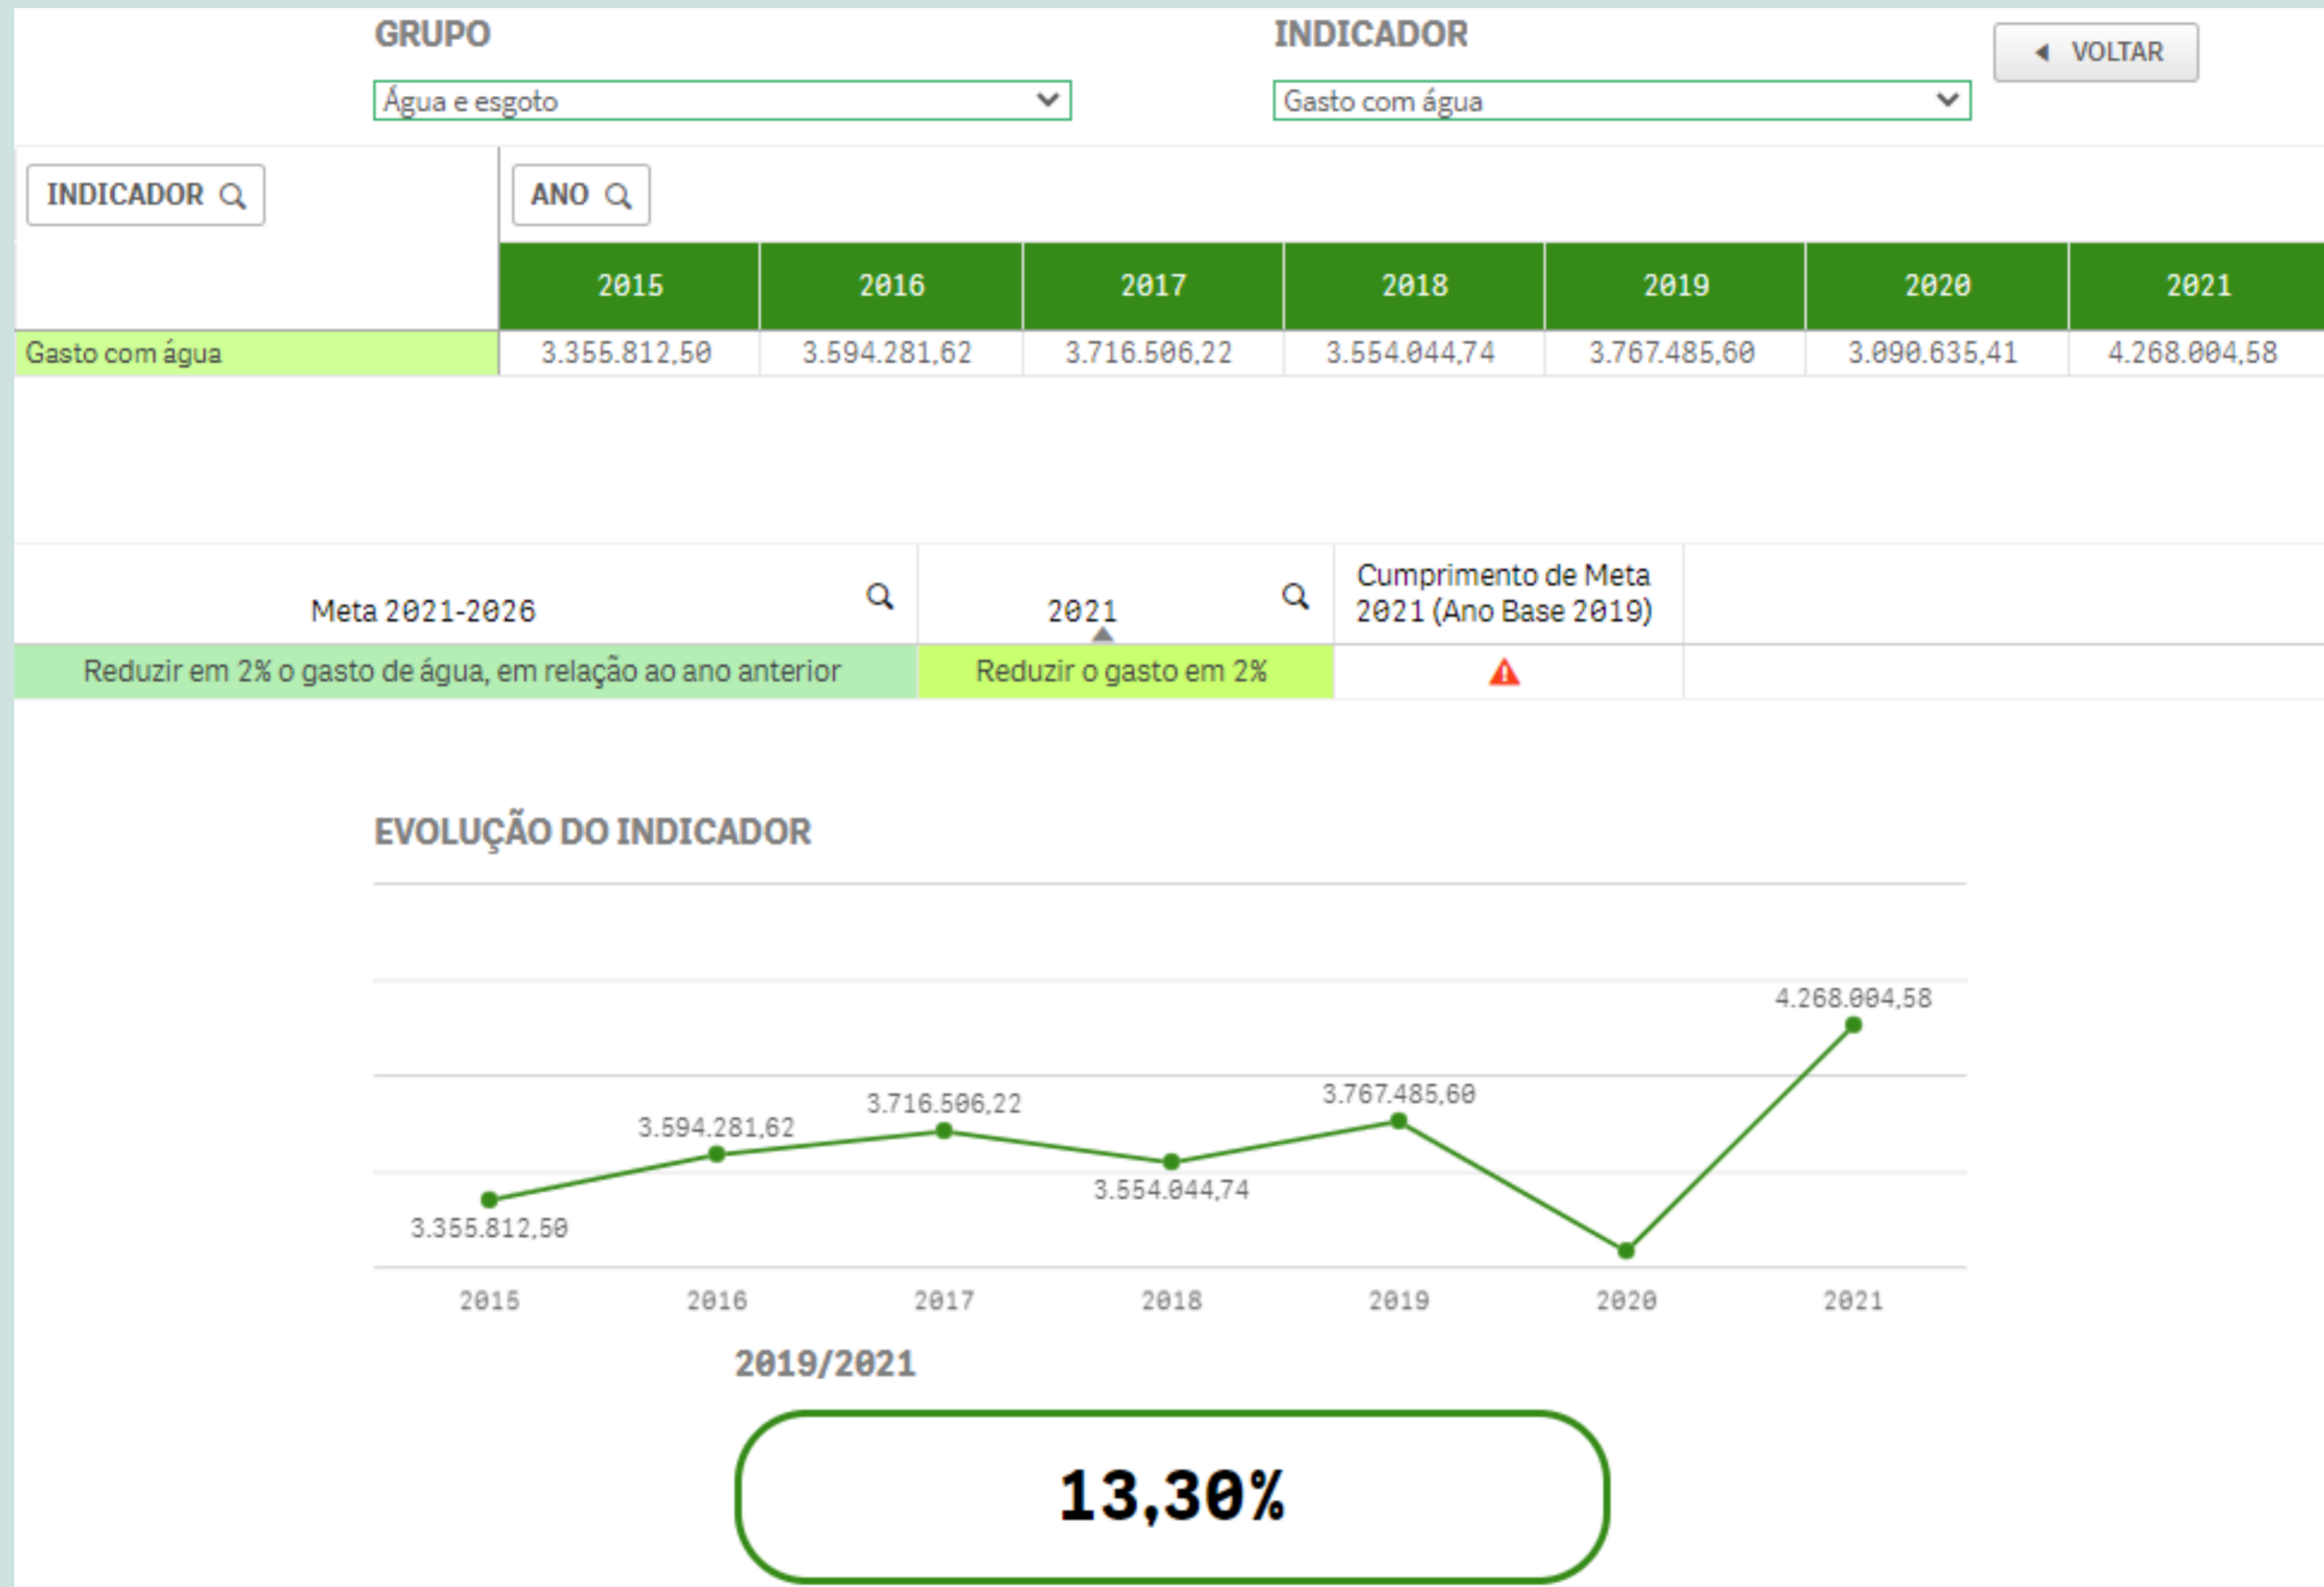 GRUPO
INDICADOR
VOLTAR
Água e esgoto
Gasto com água
INDICADOR
ANO
2015 2016 2017 2018 2019 2020 2021
Gasto com água 3.355.812,50 3.594.281,62 3.716.506,22 3.554.044,74 3.767.485,60 3.090.635,41 4.268.004,58
Meta 2021-2026
2021
Cumprimento de Meta
2021 (Ano Base 2019)
Reduzir em 2% o gasto de água, em relação ao ano anterior
Reduzir o gasto em 2%
EVOLUÇÃO DO INDICADOR
4.268.004,58
3.767.485,60
3.716.506,22
3.594.281,62
3.554.044,74
3.355.812,50
2015 2016 2017 2018 2019 2020 2021
2019/2021
13,30%